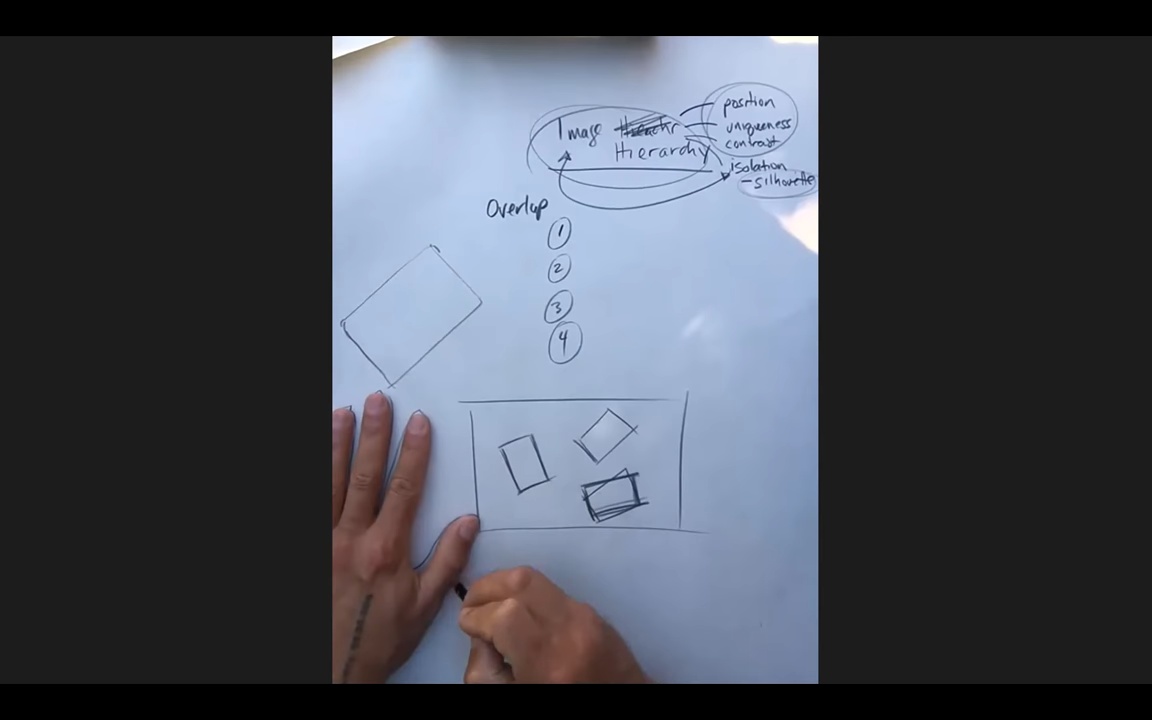 position
Image
uniqueness
Hierarchy
contrast
isolation
- silhouette
Overlap
1
2
3
4